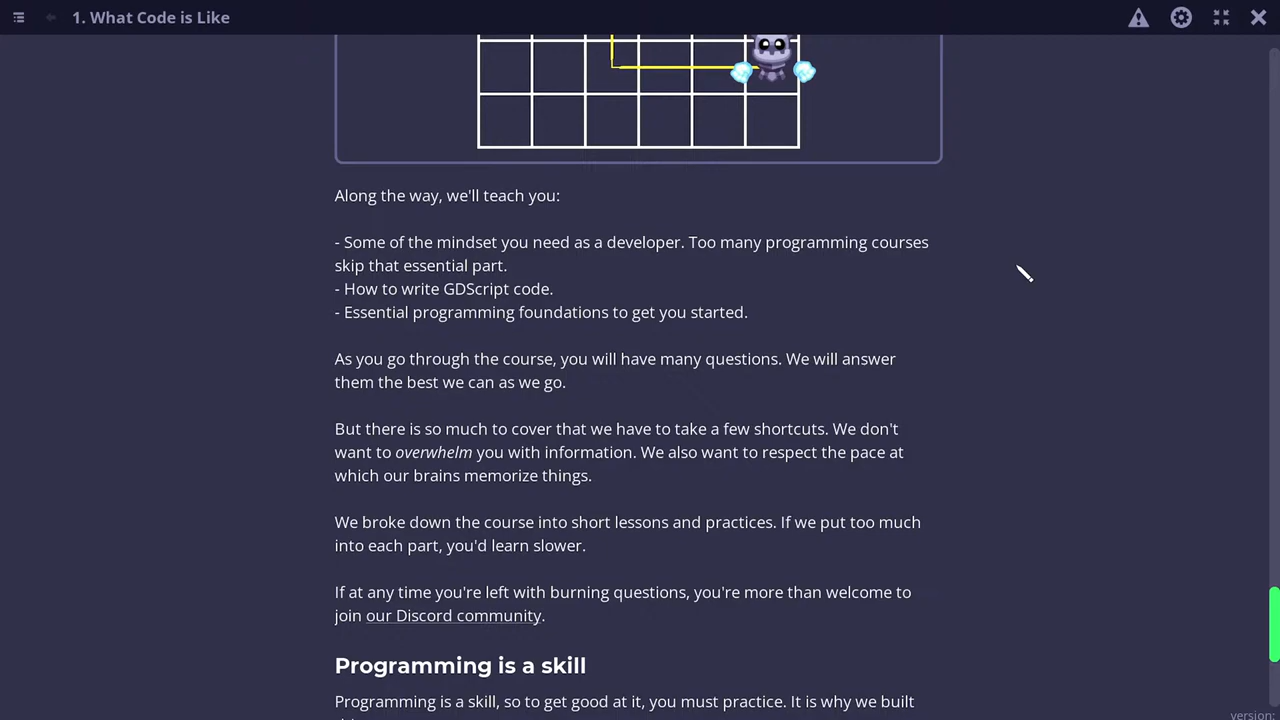 1. What Code is Like
Along the way, we'll teach you:
- Some of the mindset you need as a developer. Too many programming courses
skip that essential part.
- How to write GDScript code.
- Essential programming foundations to get you started.
As you go through the course, you will have many questions. We will answer
them the best we can as we go.
But there is so much to cover that we have to take a few shortcuts. We don't
want to overwhelm you with information. We also want to respect the pace at
which our brains memorize things.
We broke down the course into short lessons and practices. If we put too much
into each part, you'd learn slower.
If at any time you're left with burning questions, you're more than welcome to
join our Discord community.
Programming is a skill
Programming is a skill, so to get good at it, you must practice. It is why we built
version: